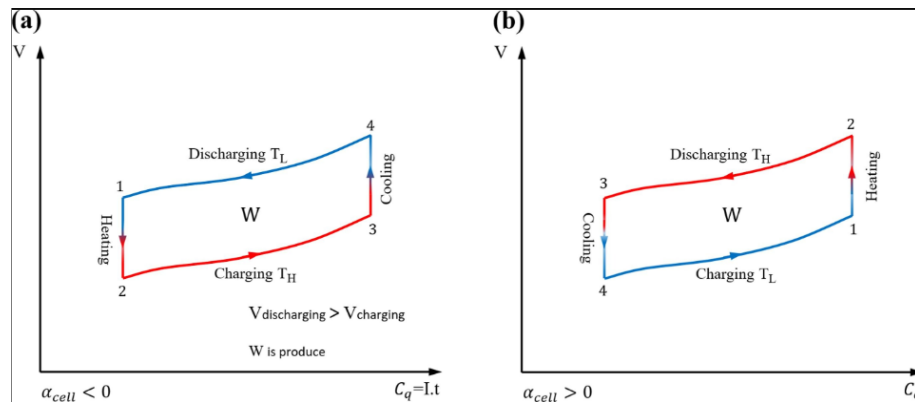 (a)
V
4
Discharging T_L
1
Heating
W
Cooling
3
Charging T_H
2
V_discharging > V_charging
W is produce
α_cell < 0
C_q=I.t
(b)
V
2
Discharging T_H
3
Heating
Cooling
W
1
Charging T_L
4
α_cell > 0